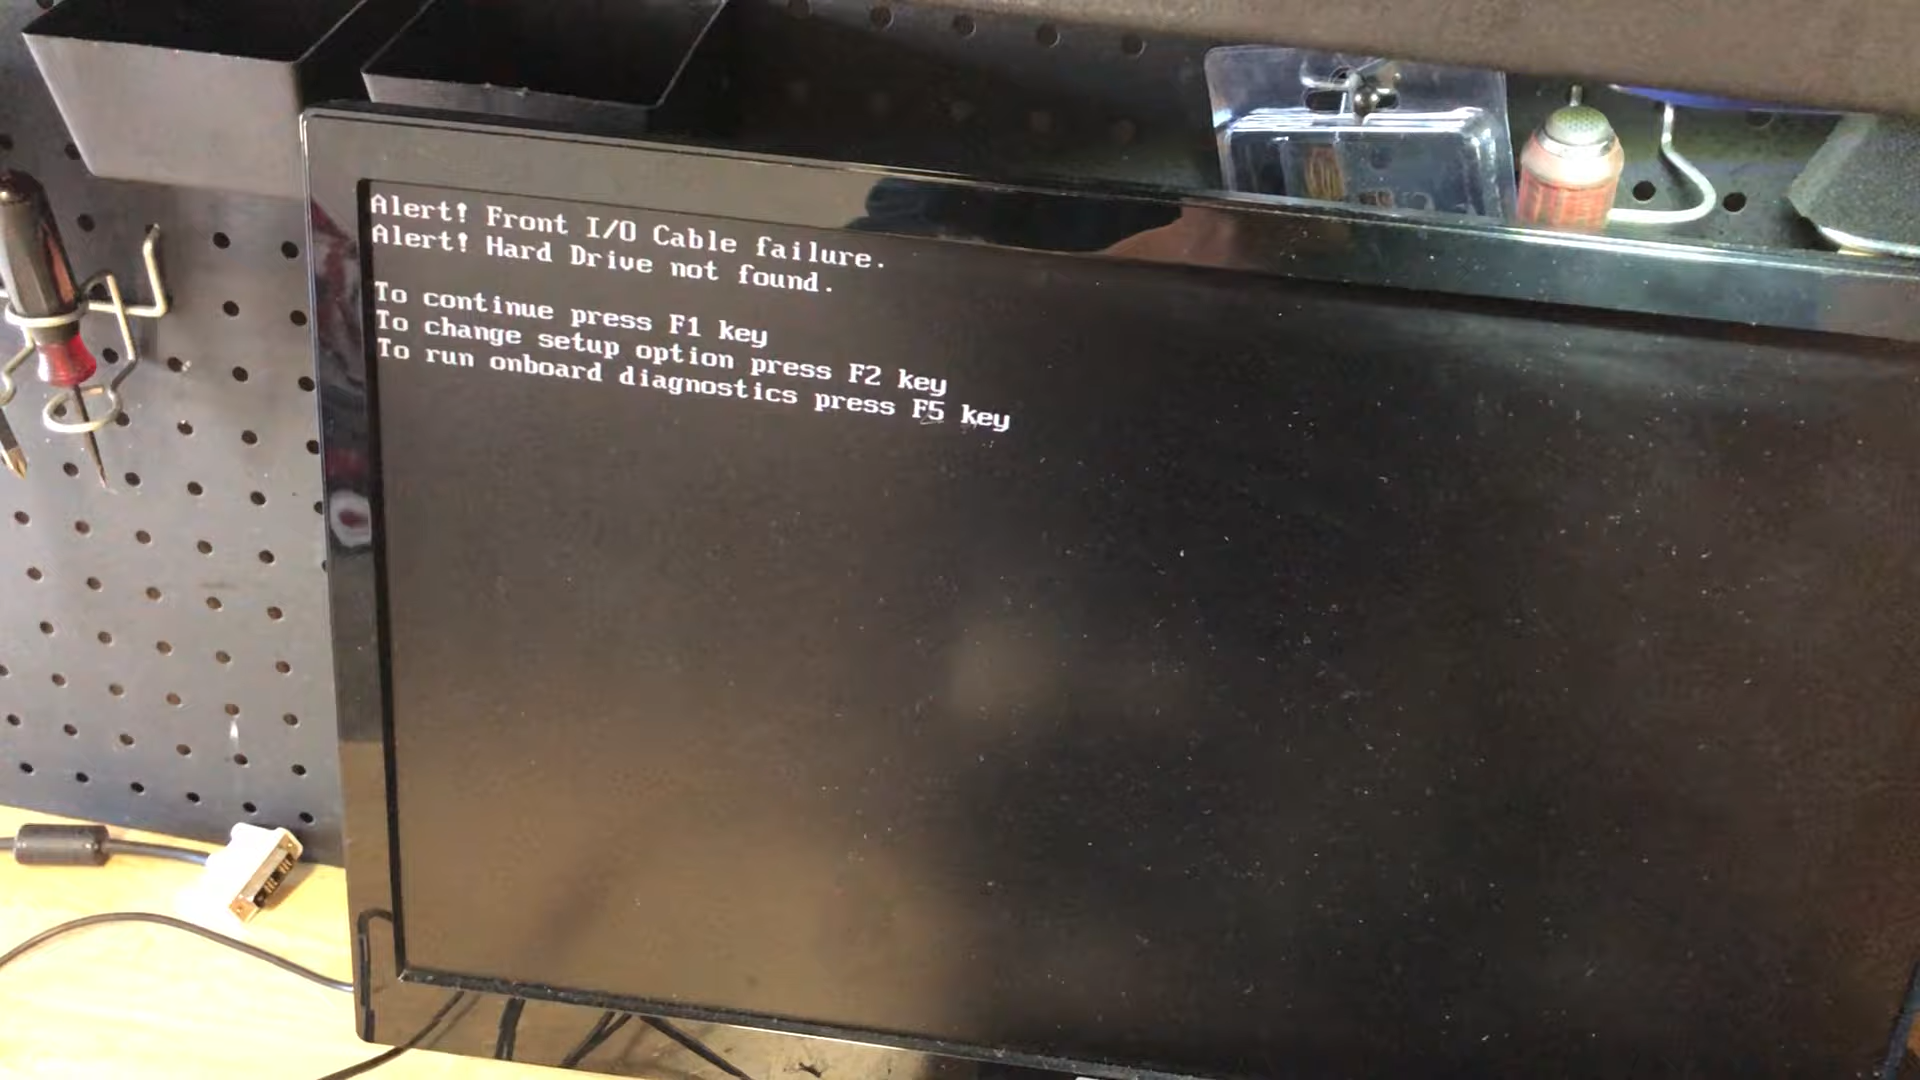 Alert! Front I/O Cable failure.
Alert! Hard Drive not found.
To continue press F1 key
To change setup option press F2 key
To run onboard diagnostics press F5 key